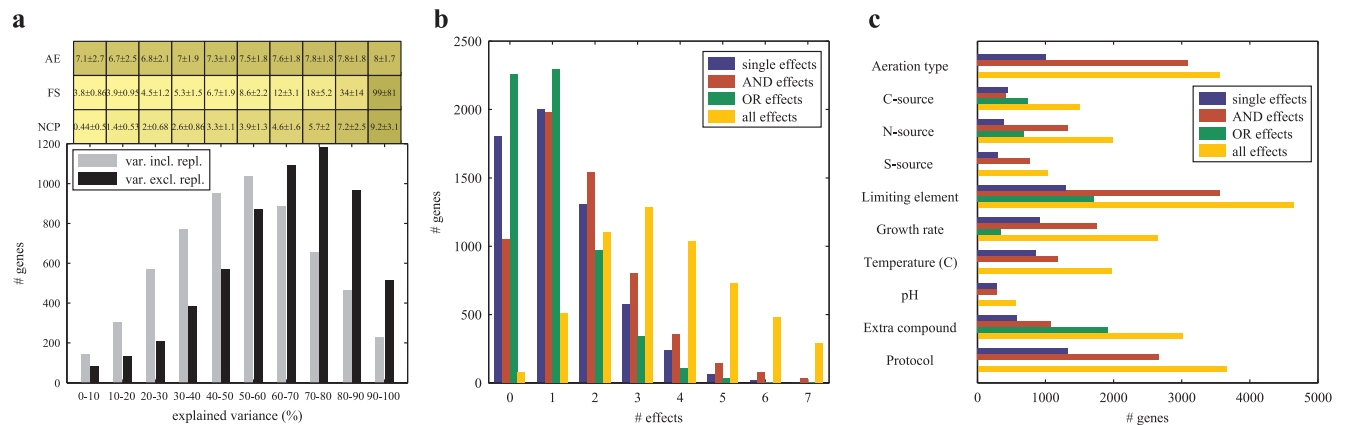 a
AE 7.1±2.7 6.7±2.5 6.8±2.1 7±1.9 7.3±1.9 7.5±1.8 7.6±1.8 7.8±1.8 7.8±1.8 8±1.7
FS 3.8±0.86 3.9±0.95 4.5±1.2 5.3±1.5 6.7±1.9 8.6±2.2 12±3.1 18±5.2 34±14 99±81
NCP 0.44±0.5 1.4±0.53 2±0.68 2.6±0.86 3.3±1.1 3.9±1.3 4.6±1.6 5.7±2 7.2±2.5 9.2±3.1
1200
1000
800
600
400
200
0
# genes
var. incl. repl.
var. excl. repl.
0-10 10-20 20-30 30-40 40-50 50-60 60-70 70-80 80-90 90-100
explained variance (%)
b
2500
2000
1500
1000
500
0
# genes
single effects
AND effects
OR effects
all effects
0 1 2 3 4 5 6 7
# effects
c
Aeration type
C-source
N-source
S-source
Limiting element
Growth rate
Temperature (C)
pH
Extra compound
Protocol
single effects
AND effects
OR effects
all effects
0 1000 2000 3000 4000 5000
# genes